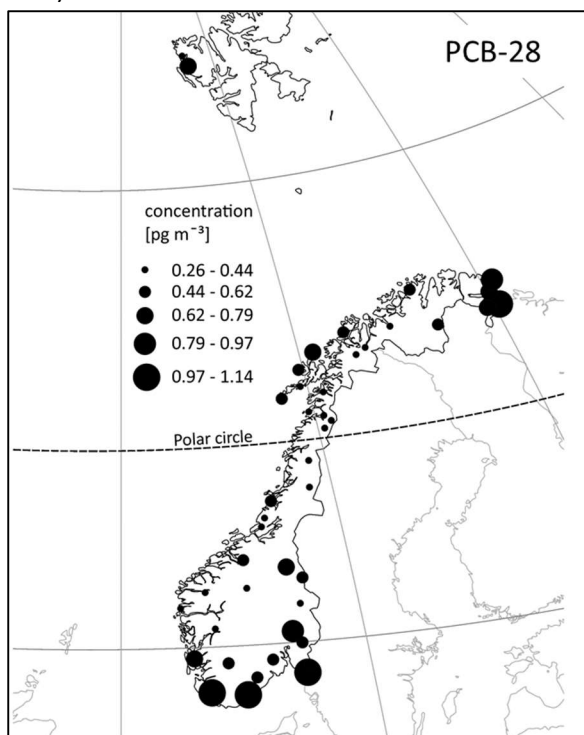 PCB-28
concentration
[pg m⁻³]
0.26 - 0.44
0.44 - 0.62
0.62 - 0.79
0.79 - 0.97
0.97 - 1.14
Polar circle